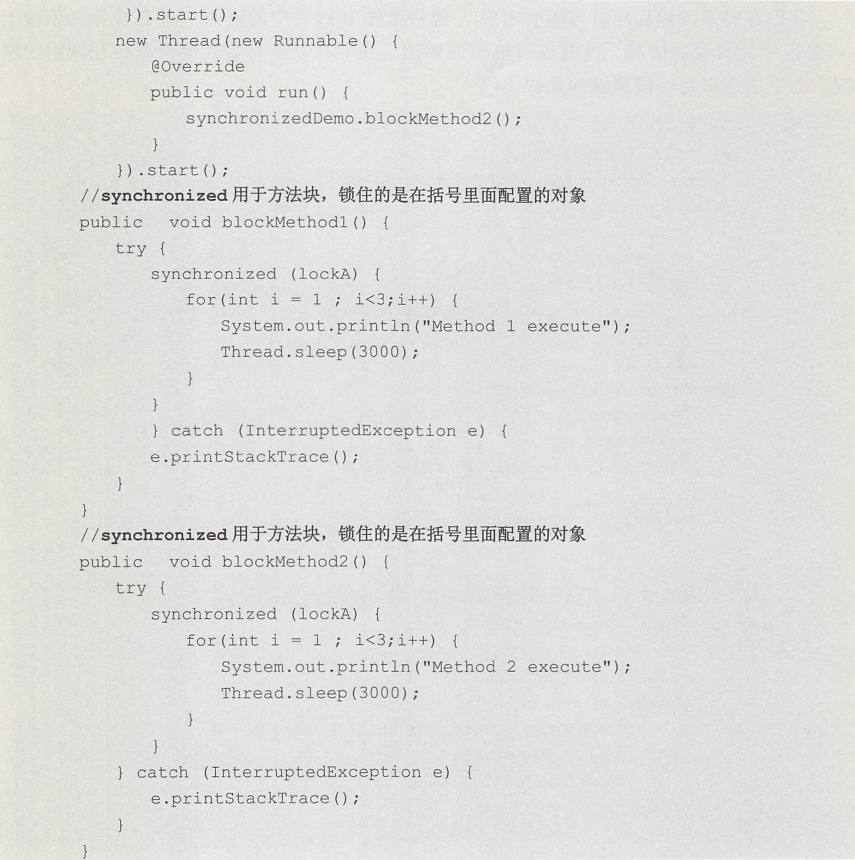 }).start();
new Thread(new Runnable() {
@Override
public void run() {
synchronizedDemo.blockMethod2();
}
}).start();
//synchronized 用于方法块，锁住的是在括号里面配置的对象
public void blockMethod1() {
try {
synchronized (lockA) {
for(int i = 1 ; i<3;i++) {
System.out.println("Method 1 execute");
Thread.sleep(3000);
}
}
} catch (InterruptedException e) {
e.printStackTrace();
}
}
//synchronized 用于方法块，锁住的是在括号里面配置的对象
public void blockMethod2() {
try {
synchronized (lockA) {
for(int i = 1 ; i<3;i++) {
System.out.println("Method 2 execute");
Thread.sleep(3000);
}
}
} catch (InterruptedException e) {
e.printStackTrace();
}
}